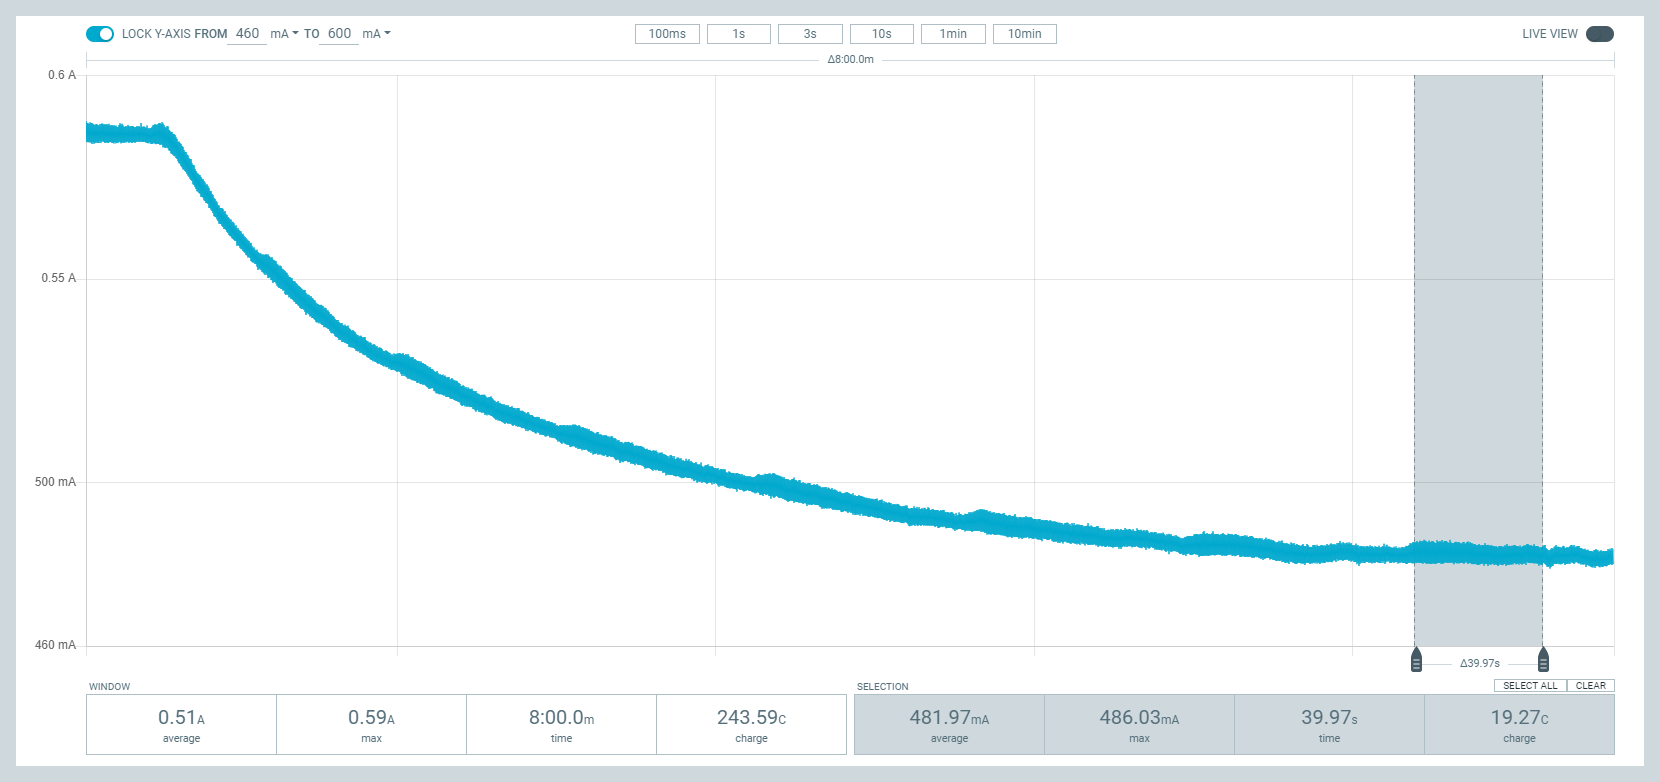 LOCK Y-AXIS FROM 460 mA TO 600 mA 100ms 1s 3s 10s 1min 10min LIVE VIEW
Δ8:00.0m
0.6 A
0.55 A
500 mA
460 mA
Δ39.97s
WINDOW SELECTION SELECT ALL CLEAR
0.51A 0.59A 8:00.0m 243.59C 481.97mA 486.03mA 39.97s 19.27C
average max time charge average max time charge